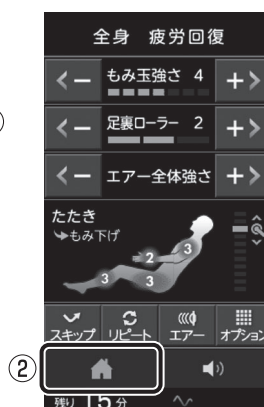 全身 疲労回復
もみ玉強さ 4
足裏ローラー 2
エアー全体強さ
たたき
もみ下げ
2
3
3
3
スキップ リピート エアー オプション
②
残り 15分